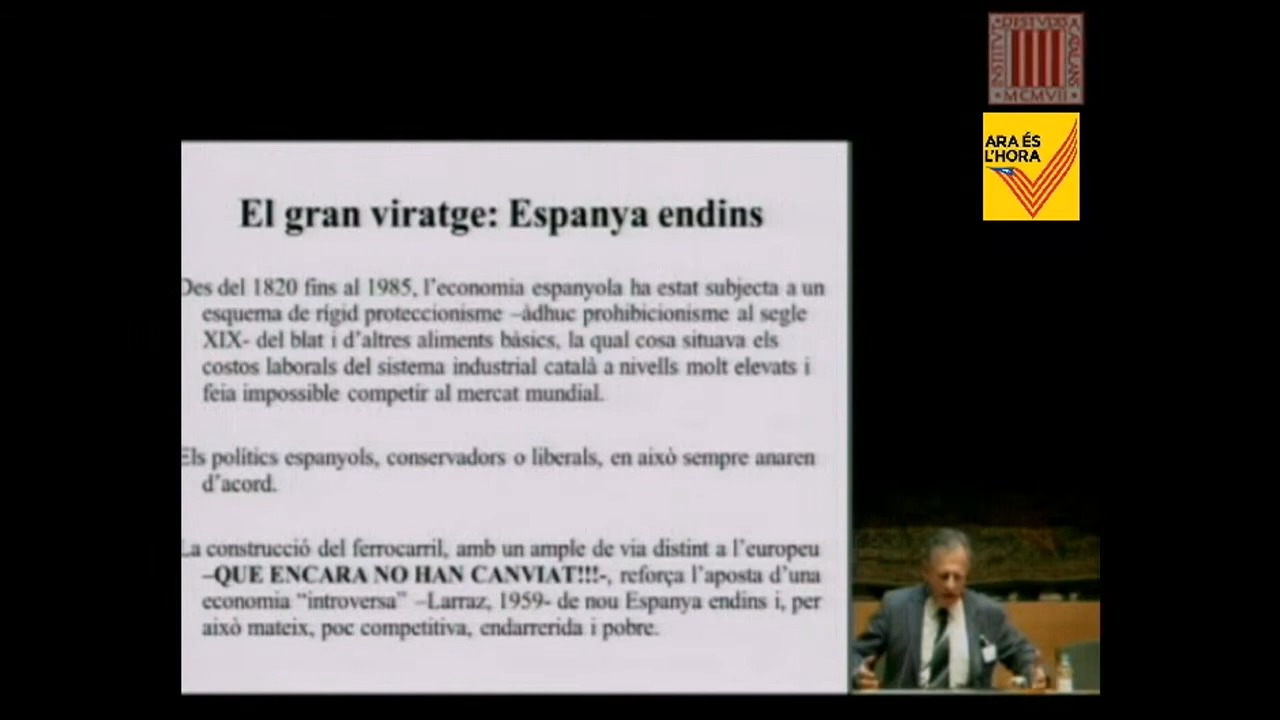 INSTITVT
D'ESTVDIS
CATALANS
MCMVII
ARA ÉS
L'HORA
El gran viratge: Espanya endins
Des del 1820 fins al 1985, l'economia espanyola ha estat subjecta a un
esquema de rígid proteccionisme –àdhuc prohibicionisme al segle
XIX- del blat i d'altres aliments bàsics, la qual cosa situava els
costos laborals del sistema industrial català a nivells molt elevats i
feia impossible competir al mercat mundial.
Els polítics espanyols, conservadors o liberals, en això sempre anaren
d'acord.
La construcció del ferrocarril, amb un ample de via distint a l'europeu
–QUE ENCARA NO HAN CANVIAT!!!-, reforça l'aposta d'una
economia “introversa” –Larraz, 1959- de nou Espanya endins i, per
això mateix, poc competitiva, endarrerida i pobre.